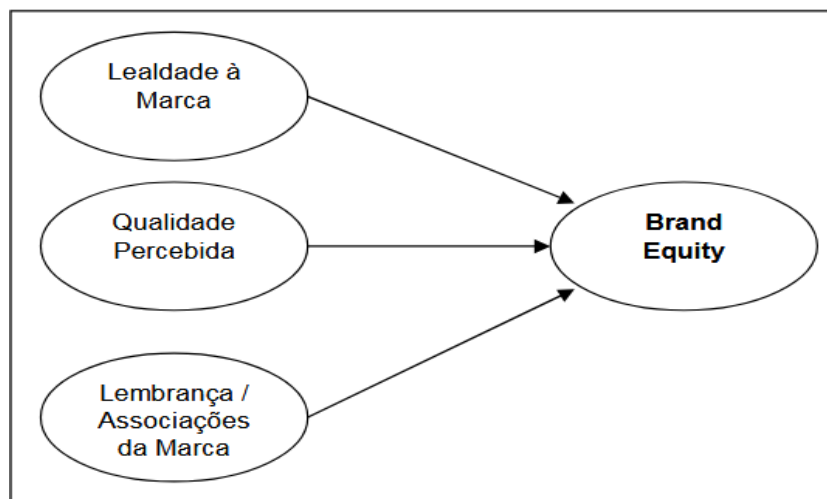 Lealdade à
Marca
Qualidade
Percebida
Brand
Equity
Lembrança /
Associações
da Marca